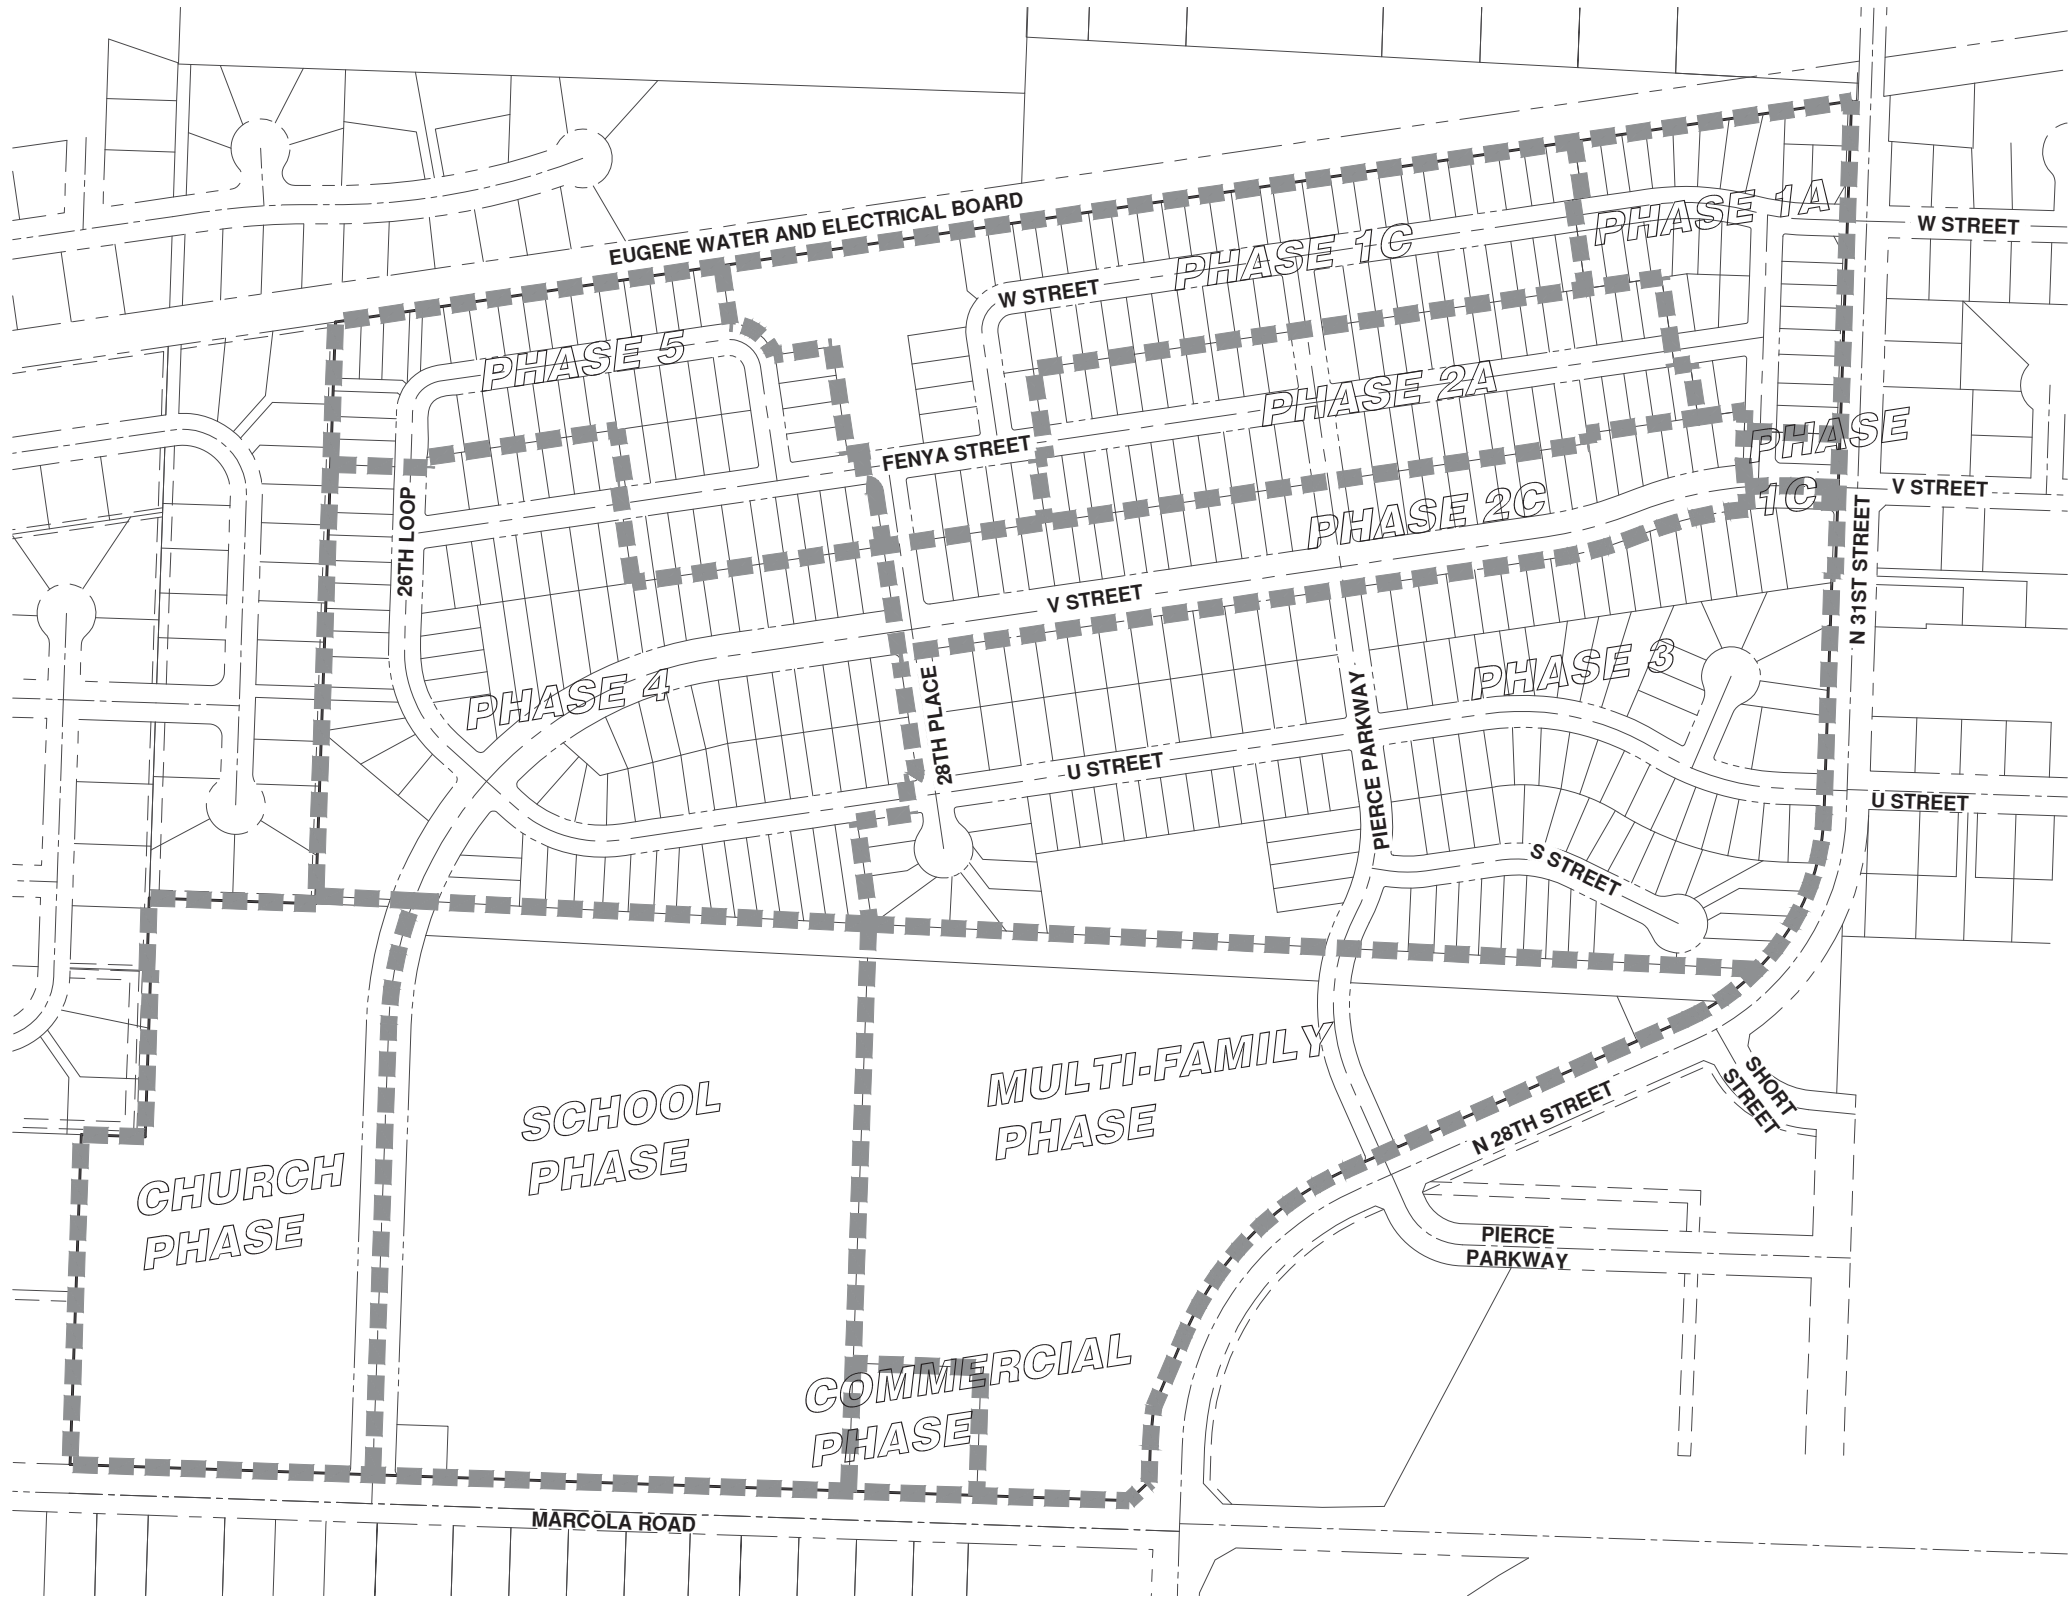 EUGENE WATER AND ELECTRICAL BOARD
PHASE 1A
W STREET
PHASE 1C
W STREET
PHASE 5
PHASE 2A
FENYA STREET
PHASE
1C
V STREET
PHASE 2C
26TH LOOP
N 31ST STREET
V STREET
PHASE 4
28TH PLACE
PHASE 3
PIERCE PARKWAY
U STREET
U STREET
S STREET
MULTI-FAMILY
PHASE
SCHOOL
PHASE
SHORT
STREET
N 28TH STREET
CHURCH
PHASE
PIERCE
PARKWAY
COMMERCIAL
PHASE
MARCOLA ROAD